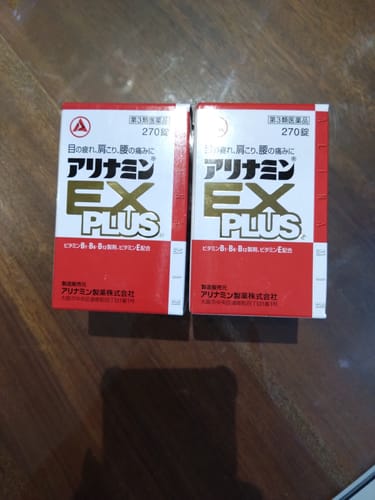 第3類医薬品
270錠
目の疲れ、肩こり、腰の痛みに
アリナミン®
EX
PLUS
ビタミンB1・B6・B12製剤、ビタミンE配合
製造販売元
アリナミン製薬株式会社
第3類医薬品
270錠
目の疲れ、肩こり、腰の痛みに
アリナミン®
EX
PLUS
ビタミンB1・B6・B12製剤、ビタミンE配合
製造販売元
アリナミン製薬株式会社